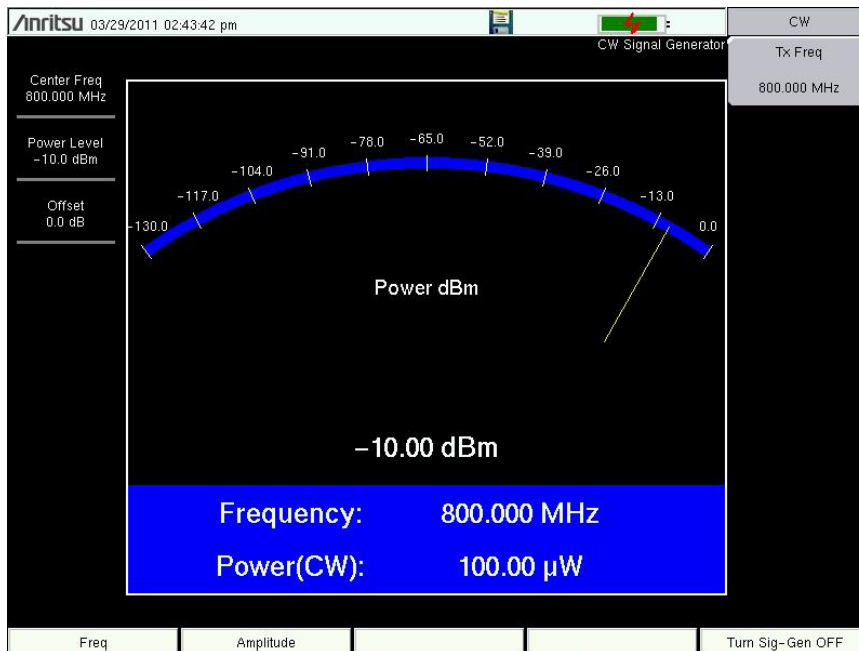 /Inritsu 03/29/2011 02:43:42 pm
CW Signal Generator
CW
Tx Freq
800.000 MHz
Center Freq
800.000 MHz
Power Level
−10.0 dBm
Offset
0.0 dB
−130.0
−117.0
−104.0
−91.0
−78.0
−65.0
−52.0
−39.0
−26.0
−13.0
0.0
Power dBm
−10.00 dBm
Frequency: 800.000 MHz
Power(CW): 100.00 µW
Freq
Amplitude
Turn Sig−Gen OFF